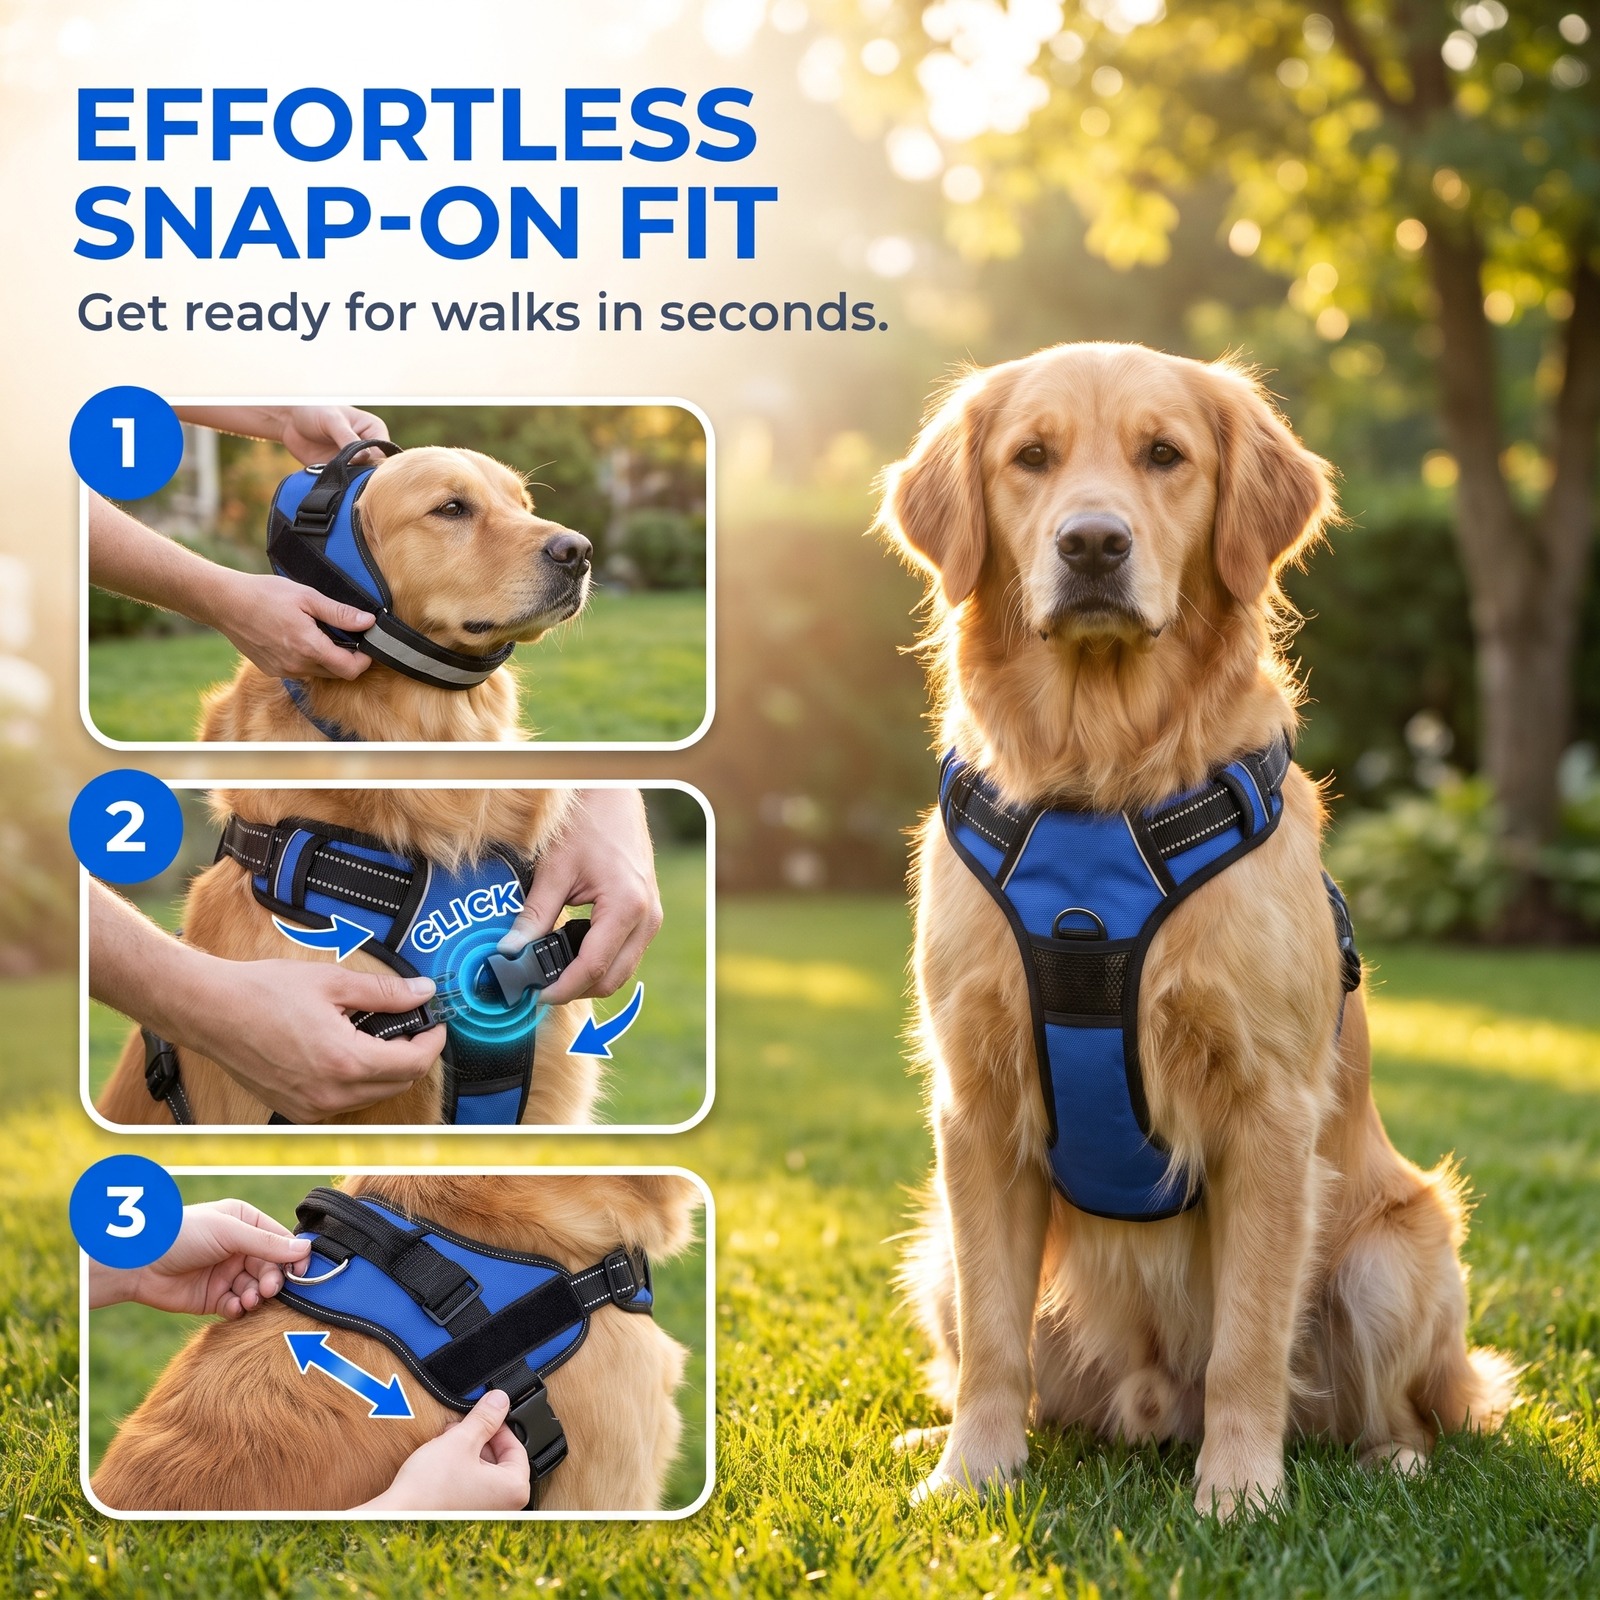 EFFORTLESS
SNAP-ON FIT
Get ready for walks in seconds.
1
2
CLICK
3